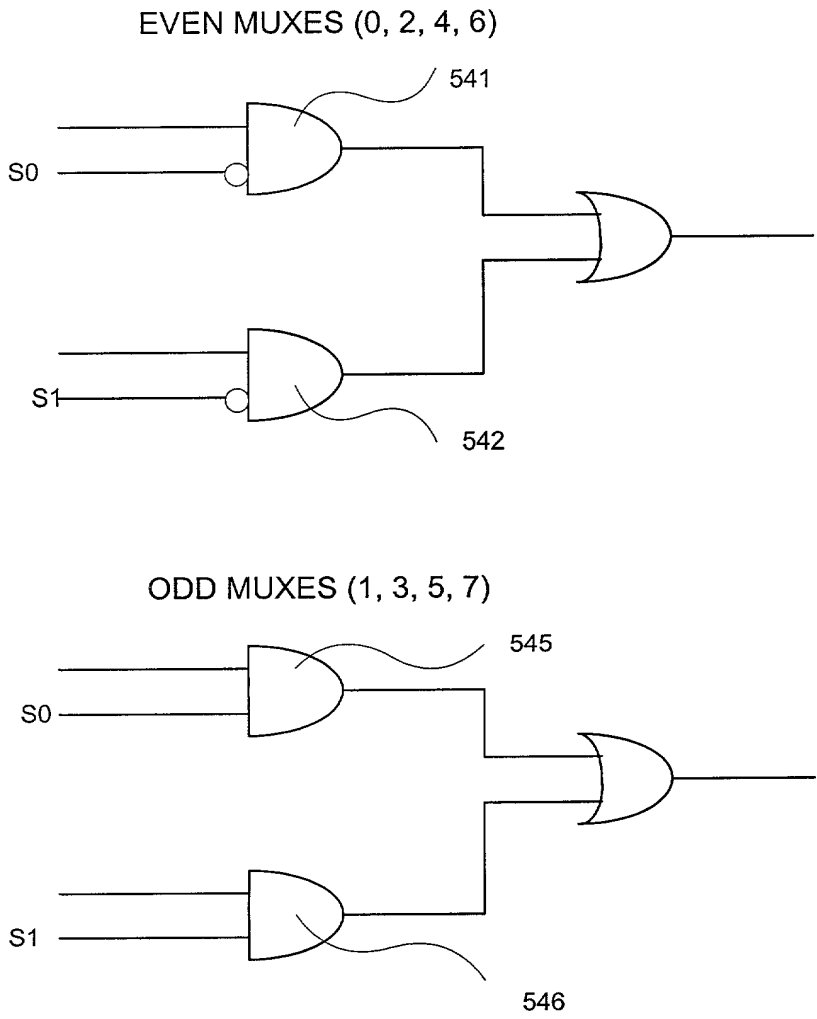 EVEN MUXES (0, 2, 4, 6)
541
S0
S1
542
ODD MUXES (1, 3, 5, 7)
545
S0
S1
546